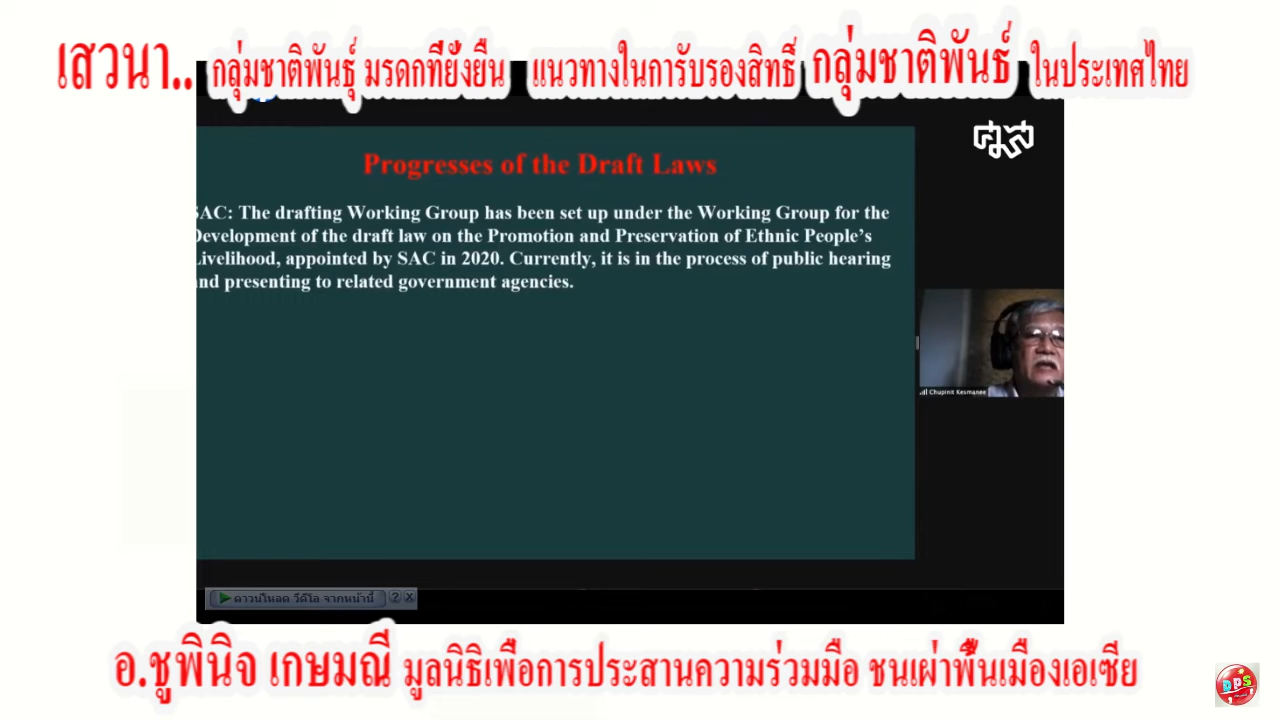 เสวนา.. กลุ่มชาติพันธุ์ มรดกที่ยั่งยืน แนวทางในการับรองสิทธิ์ กลุ่มชาติพันธ์ ในประเทศไทย
ศมส
Progresses of the Draft Laws
SAC: The drafting Working Group has been set up under the Working Group for the
Development of the draft law on the Promotion and Preservation of Ethnic People's
Livelihood, appointed by SAC in 2020. Currently, it is in the process of public hearing
and presenting to related government agencies.
Chupinit Kesmanee
ดาวน์โหลด วีดีโอ จากหน้านี้ ? X
อ.ชูพินิจ เกษมณี มูลนิธิเพื่อการประสานความร่วมมือ ชนเผ่าพื้นเมืองเอเซีย
DPS